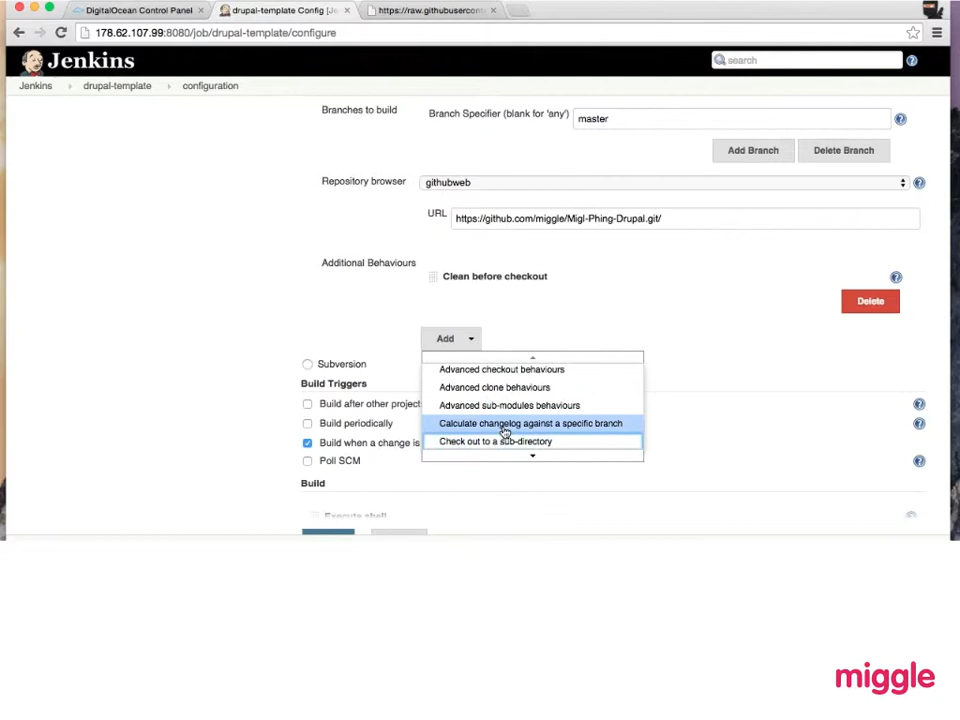 DigitalOcean Control Panel
drupal-template Config [Je
https://raw.githubuserconte
178.62.107.99:8080/job/drupal-template/configure
Jenkins
search
Jenkins drupal-template configuration
Branches to build
Branch Specifier (blank for 'any')
master
Add Branch
Delete Branch
Repository browser
githubweb
URL
https://github.com/miggle/Migl-Phing-Drupal.git/
Additional Behaviours
Clean before checkout
Delete
Add
Subversion
Advanced checkout behaviours
Build Triggers
Advanced clone behaviours
Build after other project
Advanced sub-modules behaviours
Build periodically
Calculate changelog against a specific branch
Build when a change is
Check out to a sub-directory
Poll SCM
Build
Execute shell
miggle